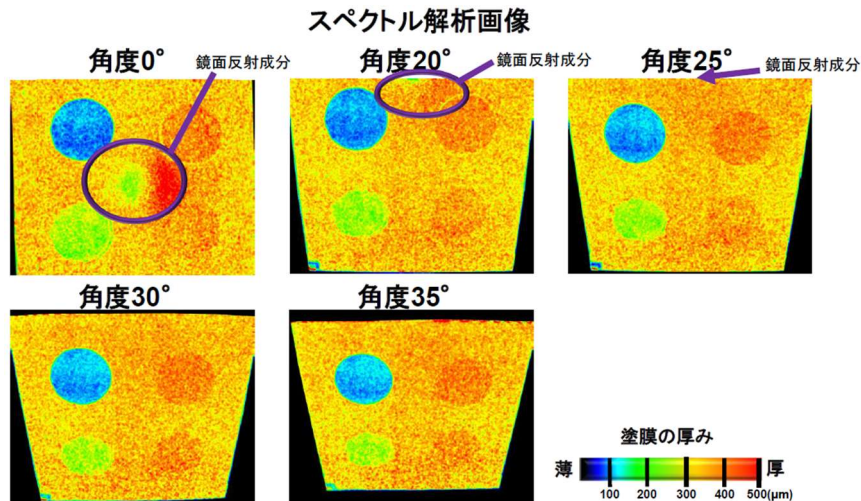 スペクトル解析画像
角度0°
鏡面反射成分
角度20°
鏡面反射成分
角度25°
鏡面反射成分
角度30°
角度35°
塗膜の厚み
薄
厚
100 200 300 400 500(μm)